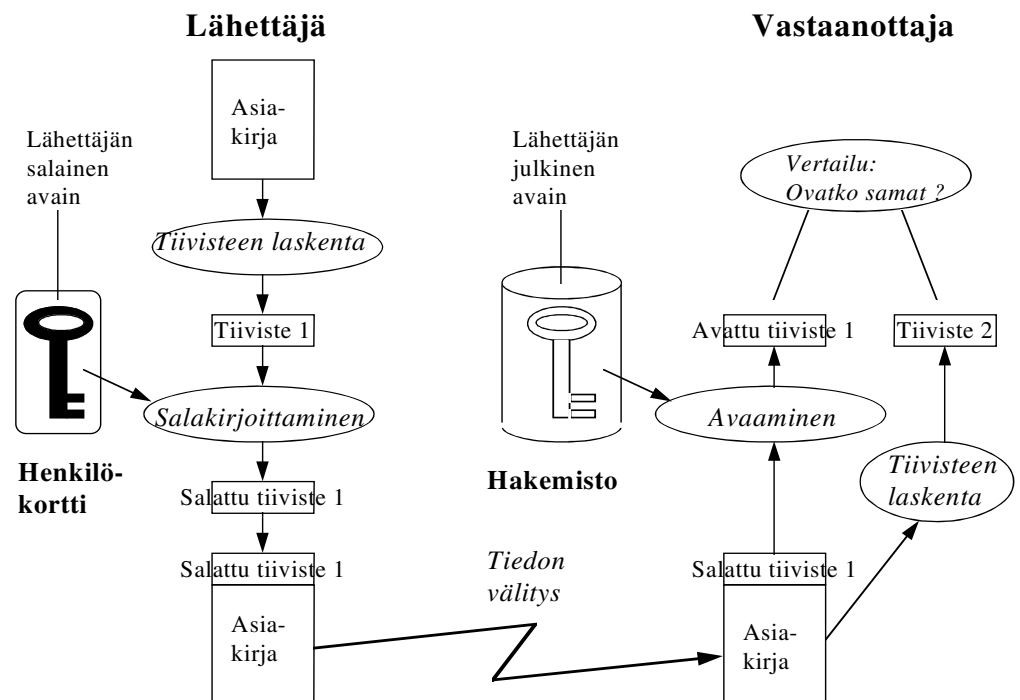 Lähettäjä
Asia-
kirja
Lähettäjän
salainen
avain
Tiivisteen laskenta
Tiiviste 1
Salakirjoittaminen
Henkilö-
kortti
Salattu tiiviste 1
Salattu tiiviste 1
Asia-
kirja
Tiedon
välitys
Vastaanottaja
Lähettäjän
julkinen
avain
Vertailu:
Ovatko samat ?
Avattu tiiviste 1
Tiiviste 2
Avaaminen
Hakemisto
Tiivisteen
laskenta
Salattu tiiviste 1
Asia-
kirja